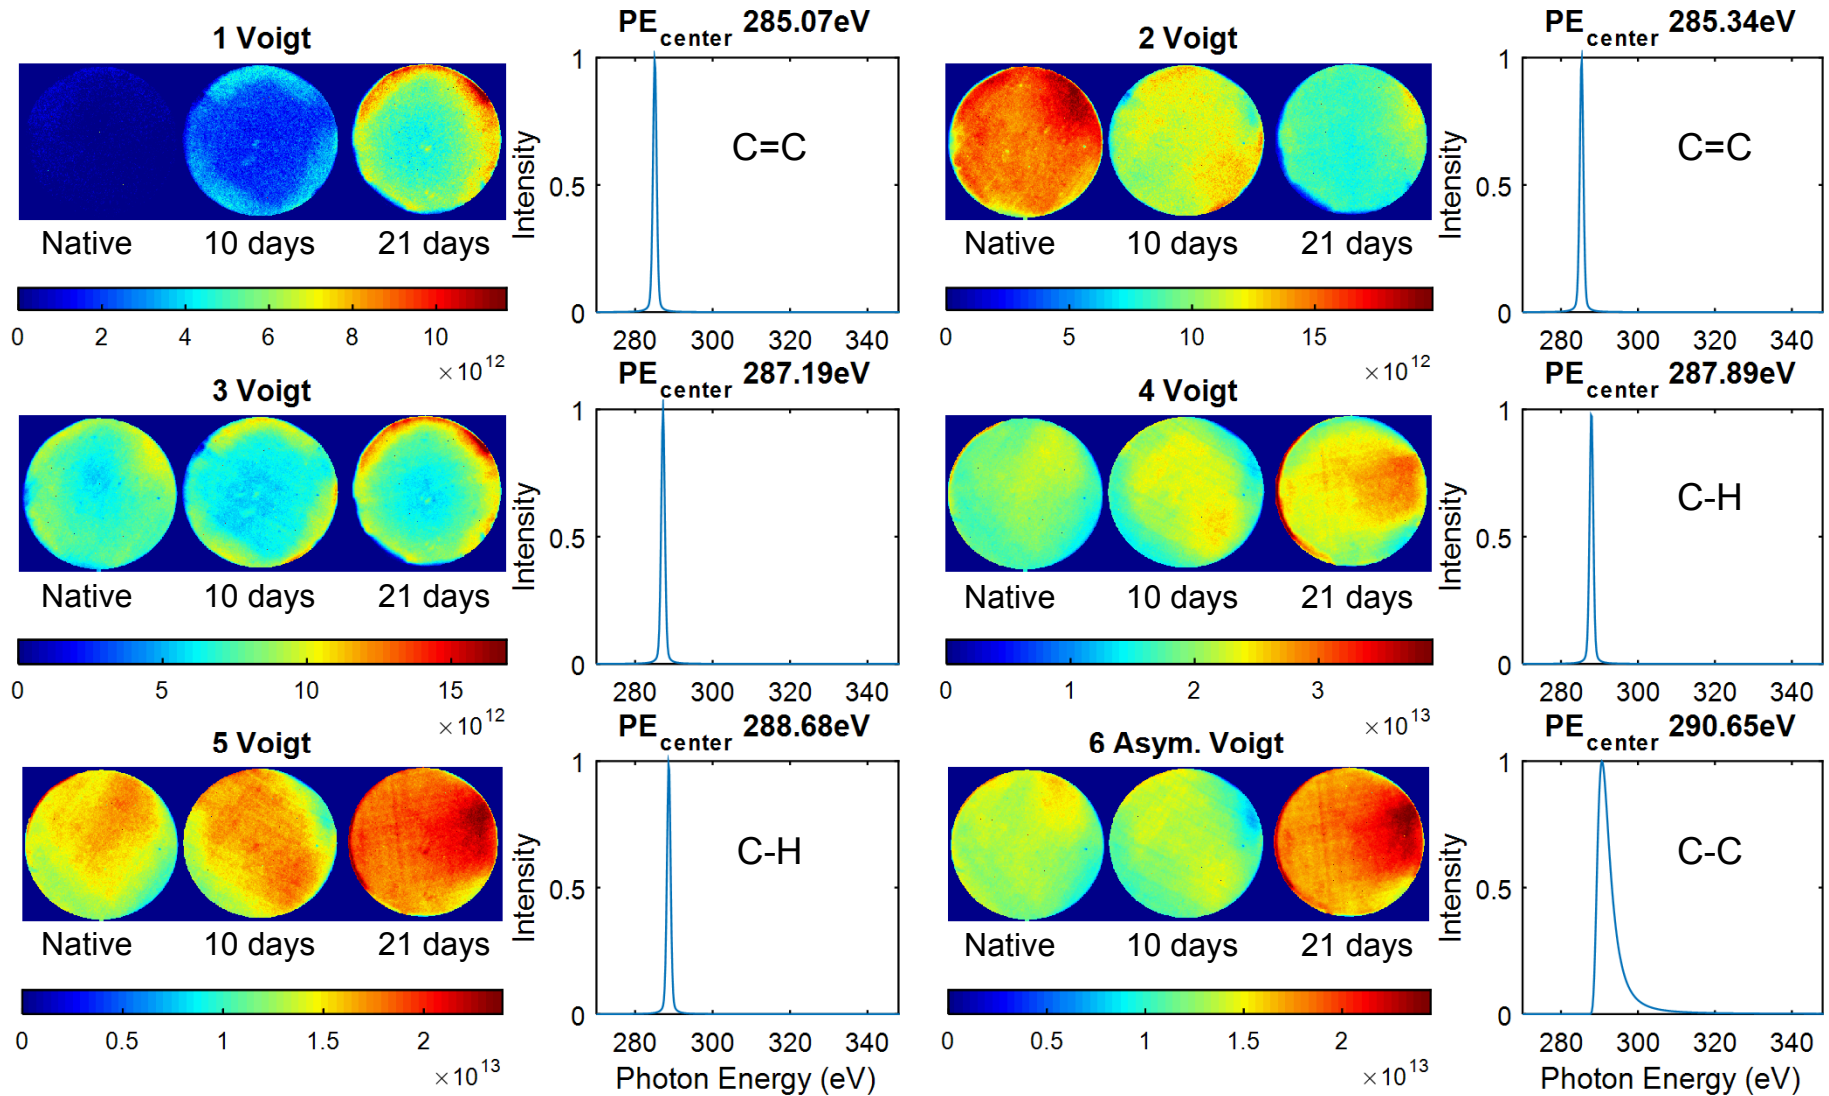 1 Voigt
PEcenter 285.07eV
Intensity
1
0.5
0
C=C
Native 10 days 21 days
0 2 4 6 8 10
×10^12
280 300 320 340
2 Voigt
PEcenter 285.34eV
Intensity
1
0.5
0
C=C
Native 10 days 21 days
0 5 10 15
×10^12
280 300 320 340
3 Voigt
PEcenter 287.19eV
Intensity
1
0.5
0
Native 10 days 21 days
0 5 10 15
×10^12
280 300 320 340
4 Voigt
PEcenter 287.89eV
Intensity
1
0.5
0
C-H
Native 10 days 21 days
0 1 2 3
×10^13
280 300 320 340
5 Voigt
PEcenter 288.68eV
Intensity
1
0.5
0
C-H
Native 10 days 21 days
0 0.5 1 1.5 2
×10^13
280 300 320 340
Photon Energy (eV)
6 Asym. Voigt
PEcenter 290.65eV
Intensity
1
0.5
0
C-C
Native 10 days 21 days
0 0.5 1 1.5 2
×10^13
280 300 320 340
Photon Energy (eV)